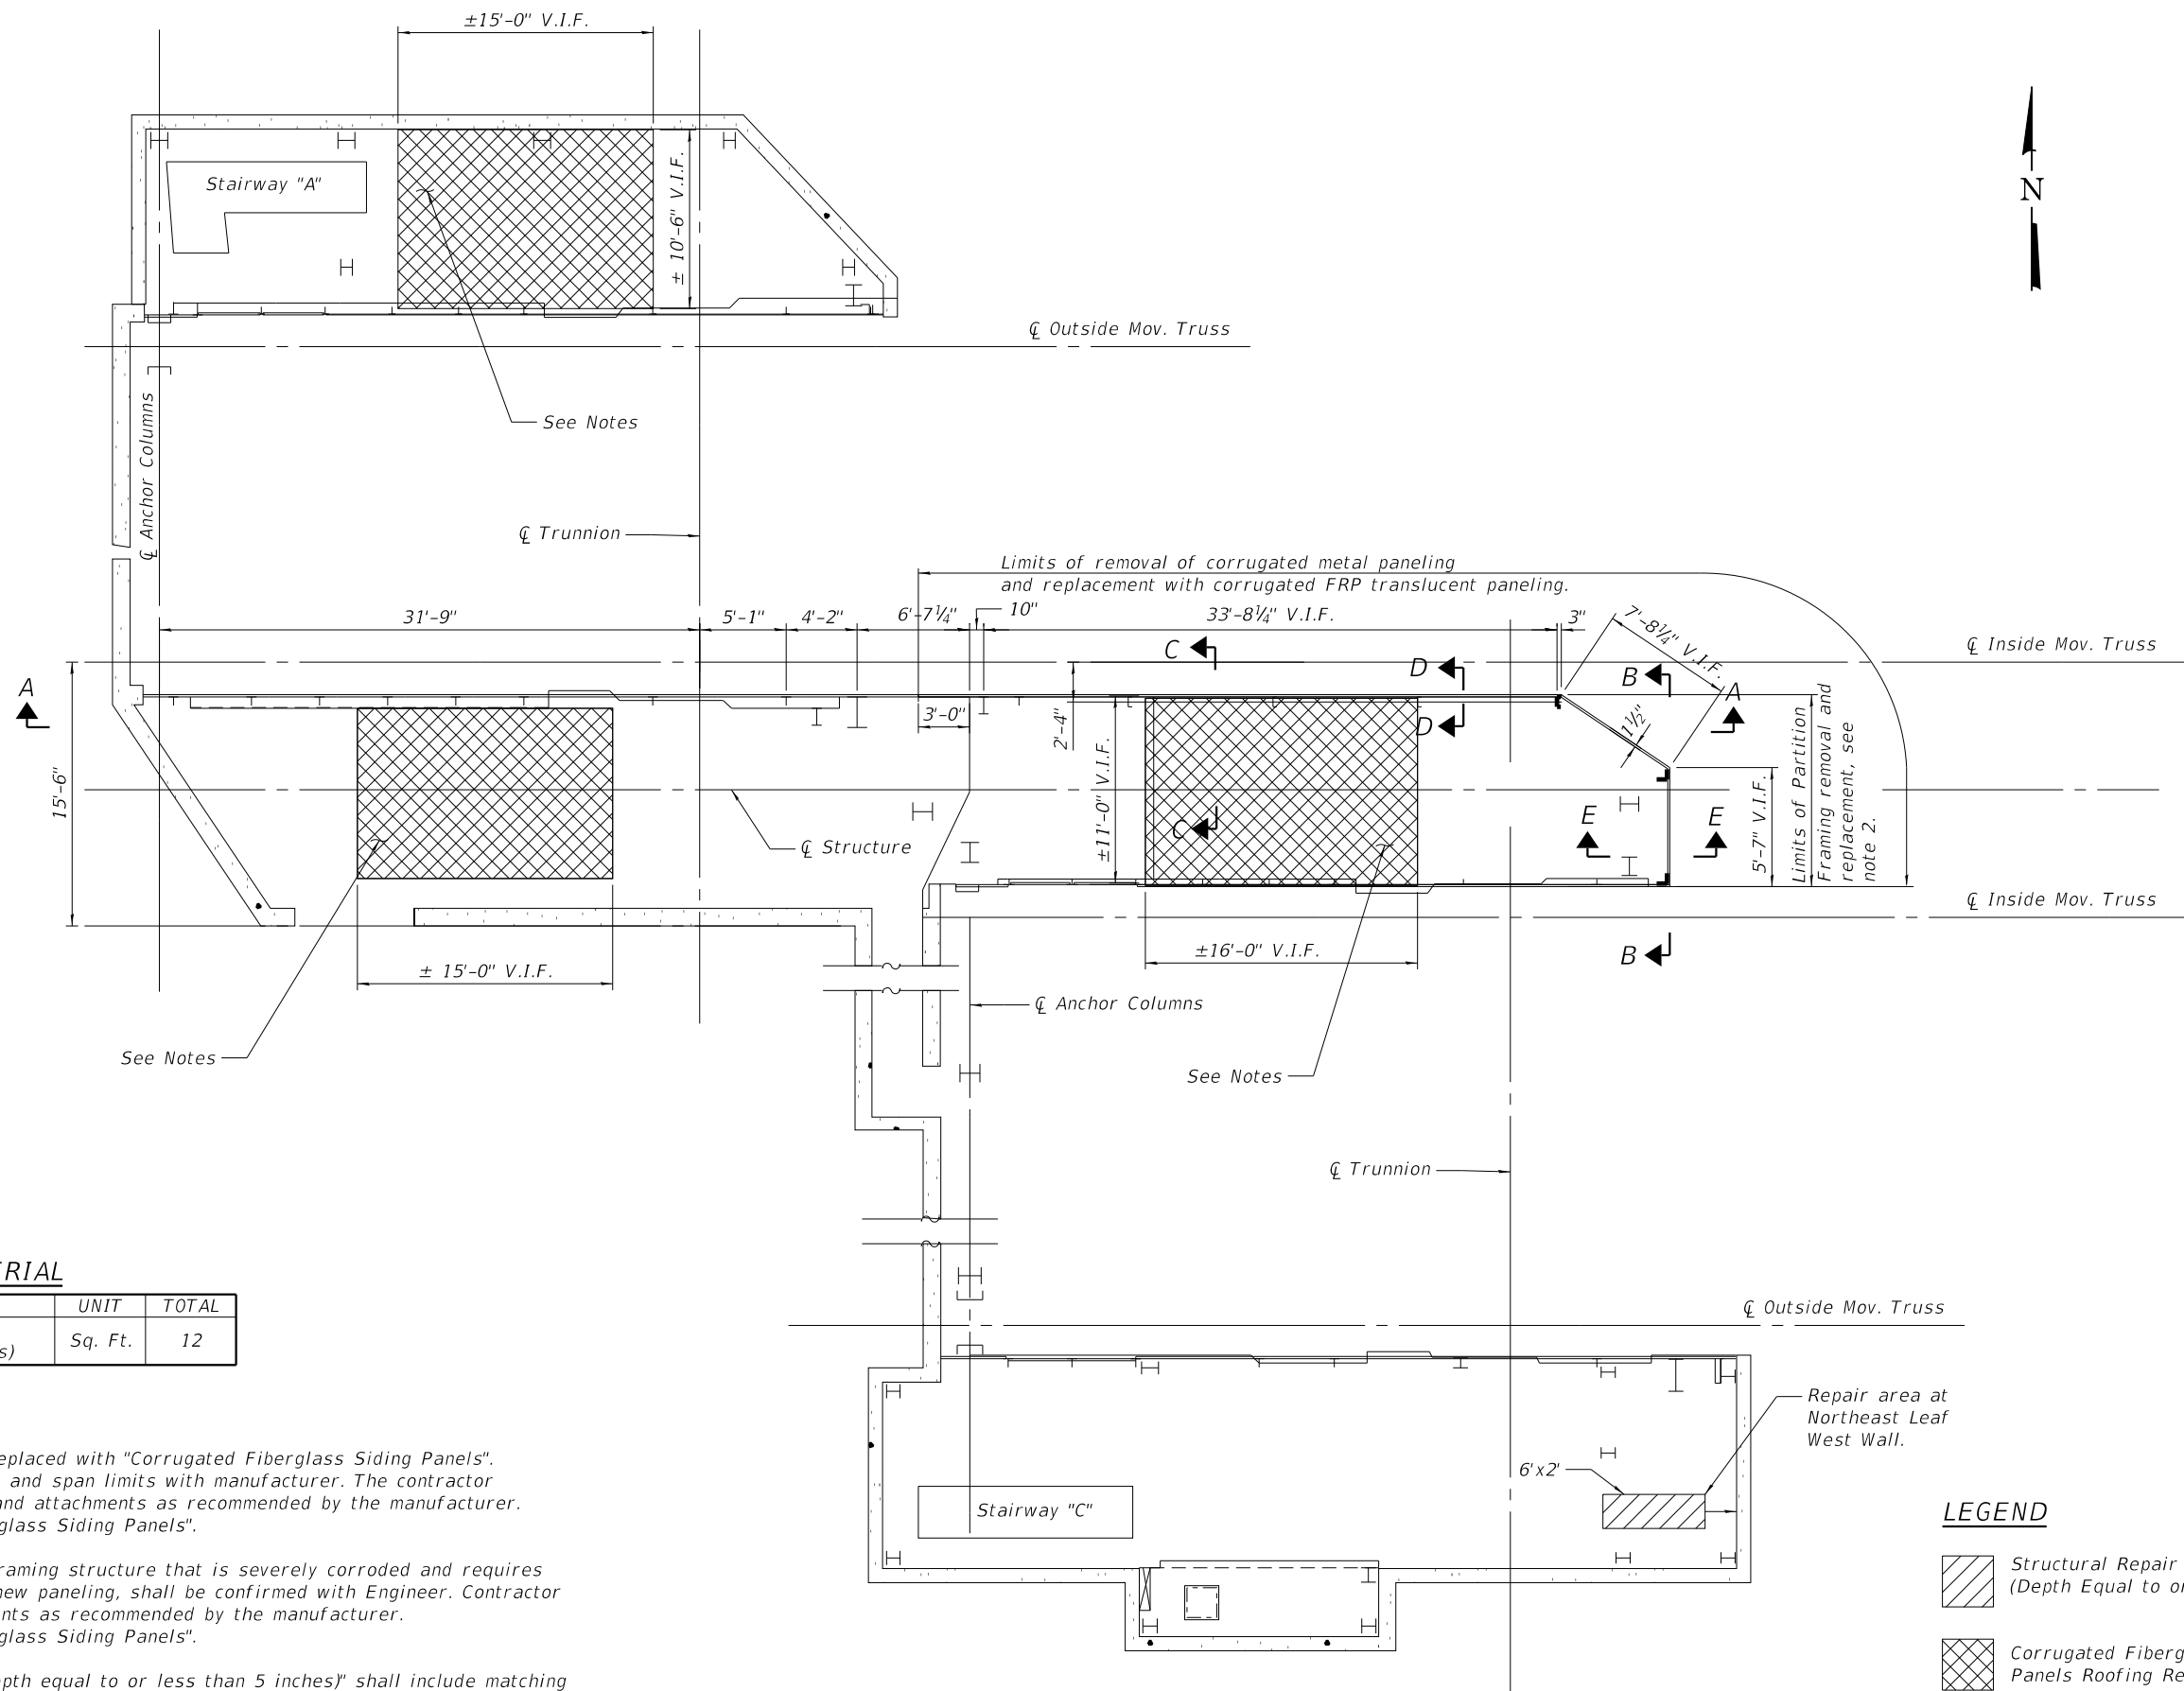 ±15'-0" V.I.F.
Stairway "A"
± 10'-6" V.I.F.
N
℄ Outside Mov. Truss
℄ Anchor Columns
See Notes
℄ Trunnion
Limits of removal of corrugated metal paneling
and replacement with corrugated FRP translucent paneling.
31'-9"
5'-1"
4'-2"
6'-7¼"
10"
33'-8¼" V.I.F.
3"
7'-8¼" V.I.F.
℄ Inside Mov. Truss
C
D
B
A
A
3'-0"
2'-4"
D
1½"
15'-6"
±11'-0" V.I.F.
C
E
E
5'-7" V.I.F.
Limits of Partition
Framing removal and
replacement, see
note 2.
℄ Structure
℄ Inside Mov. Truss
± 15'-0" V.I.F.
±16'-0" V.I.F.
B
℄ Anchor Columns
See Notes
See Notes
℄ Trunnion
ERIAL
UNIT
TOTAL
Sq. Ft.
12
s)
℄ Outside Mov. Truss
Repair area at
Northeast Leaf
West Wall.
6'x2'
Stairway "C"
eplaced with "Corrugated Fiberglass Siding Panels".
and span limits with manufacturer. The contractor
and attachments as recommended by the manufacturer.
glass Siding Panels".
raming structure that is severely corroded and requires
new paneling, shall be confirmed with Engineer. Contractor
nts as recommended by the manufacturer.
glass Siding Panels".
pth equal to or less than 5 inches)" shall include matching
LEGEND
Structural Repair
(Depth Equal to or
Corrugated Fiberg
Panels Roofing Re